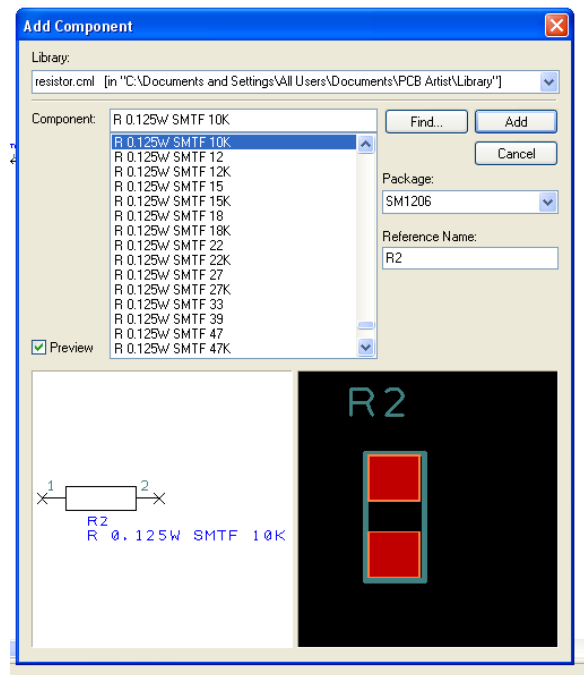 Add Component
Library:
resistor.cml   [in "C:\Documents and Settings\All Users\Documents\PCB Artist\Library"]
Component:
R 0.125W SMTF 10K
Find...
Add
Cancel
R 0.125W SMTF 10K
R 0.125W SMTF 12
R 0.125W SMTF 12K
R 0.125W SMTF 15
R 0.125W SMTF 15K
R 0.125W SMTF 18
R 0.125W SMTF 18K
R 0.125W SMTF 22
R 0.125W SMTF 22K
R 0.125W SMTF 27
R 0.125W SMTF 27K
R 0.125W SMTF 33
R 0.125W SMTF 39
R 0.125W SMTF 47
R 0.125W SMTF 47K
Package:
SM1206
Reference Name:
R2
Preview
1 2
R2
R 0.125W SMTF 10K
R2